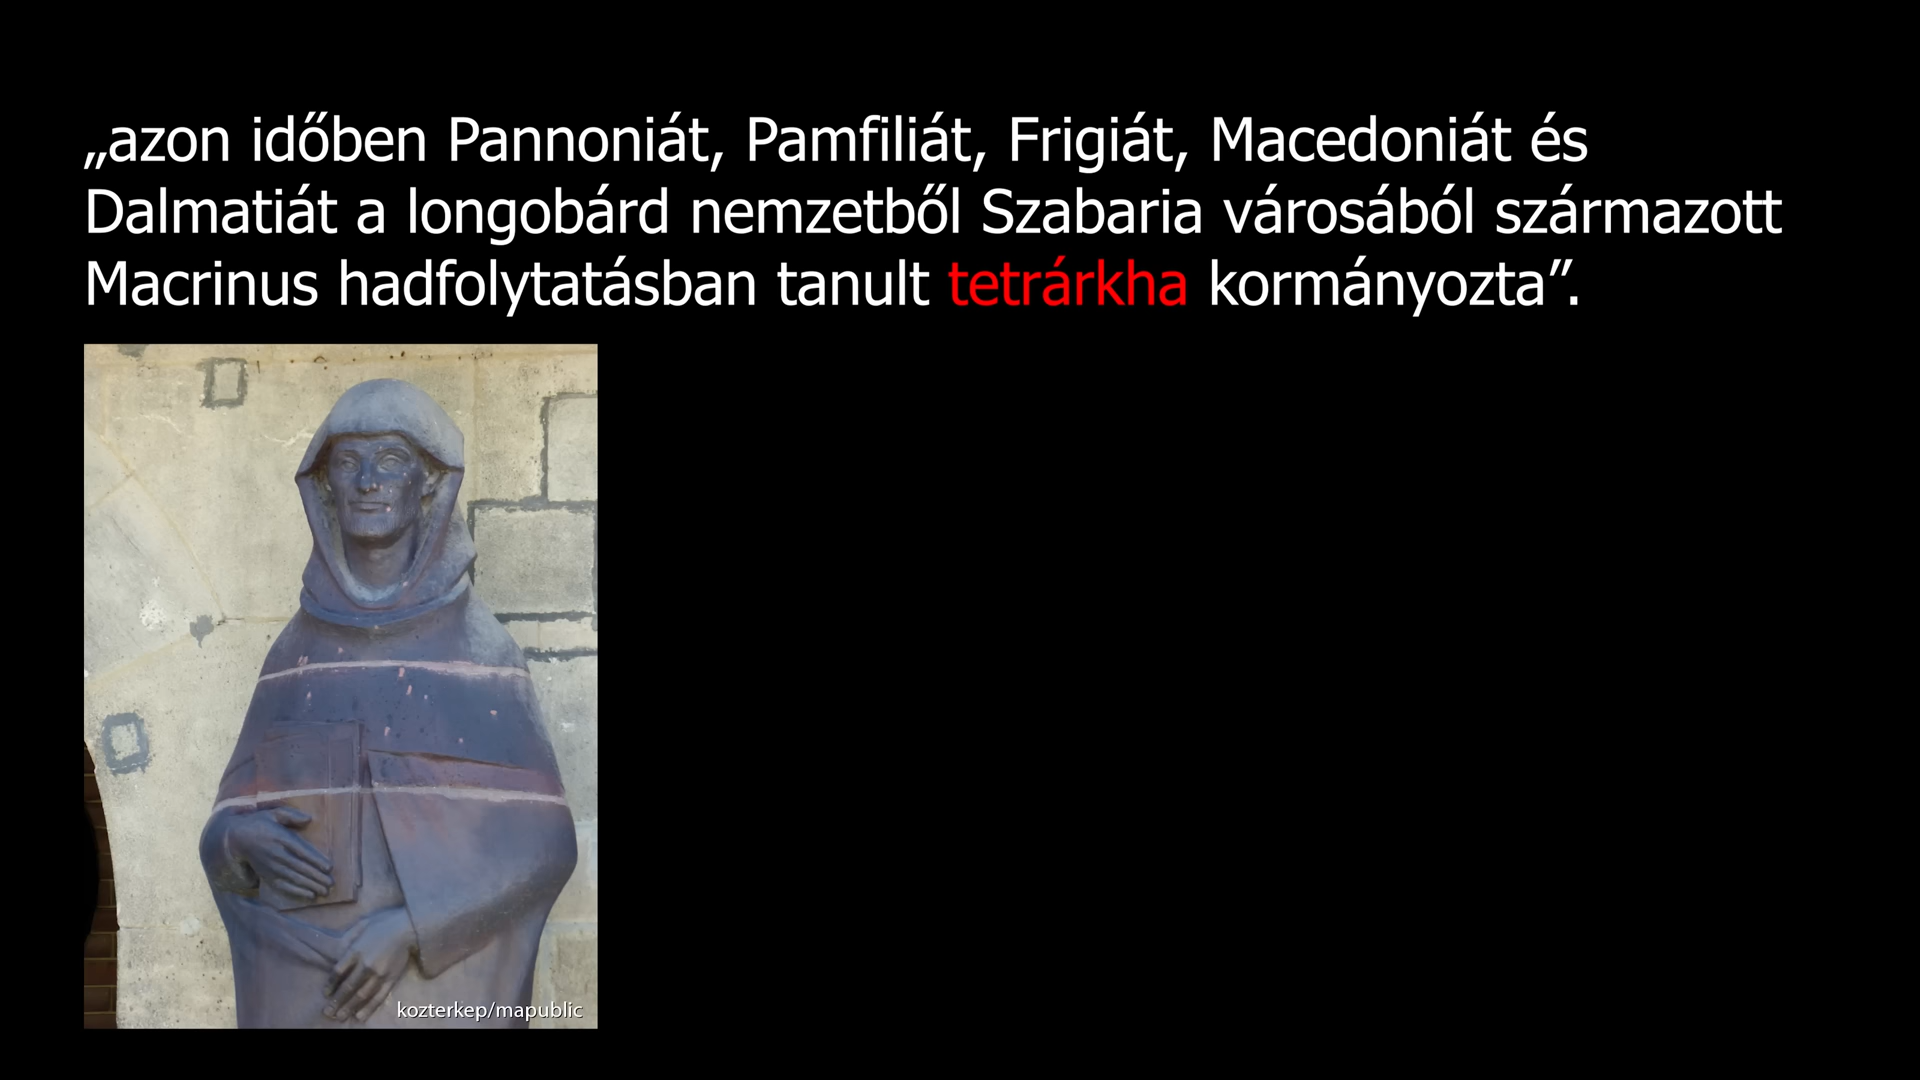 „azon időben Pannoniát, Pamfiliát, Frigiát, Macedoniát és
Dalmatiát a longobárd nemzetből Szabaria városából származott
Macrinus hadfolytatásban tanult tetrárkha kormányozta”.
kozterkep/mapublic